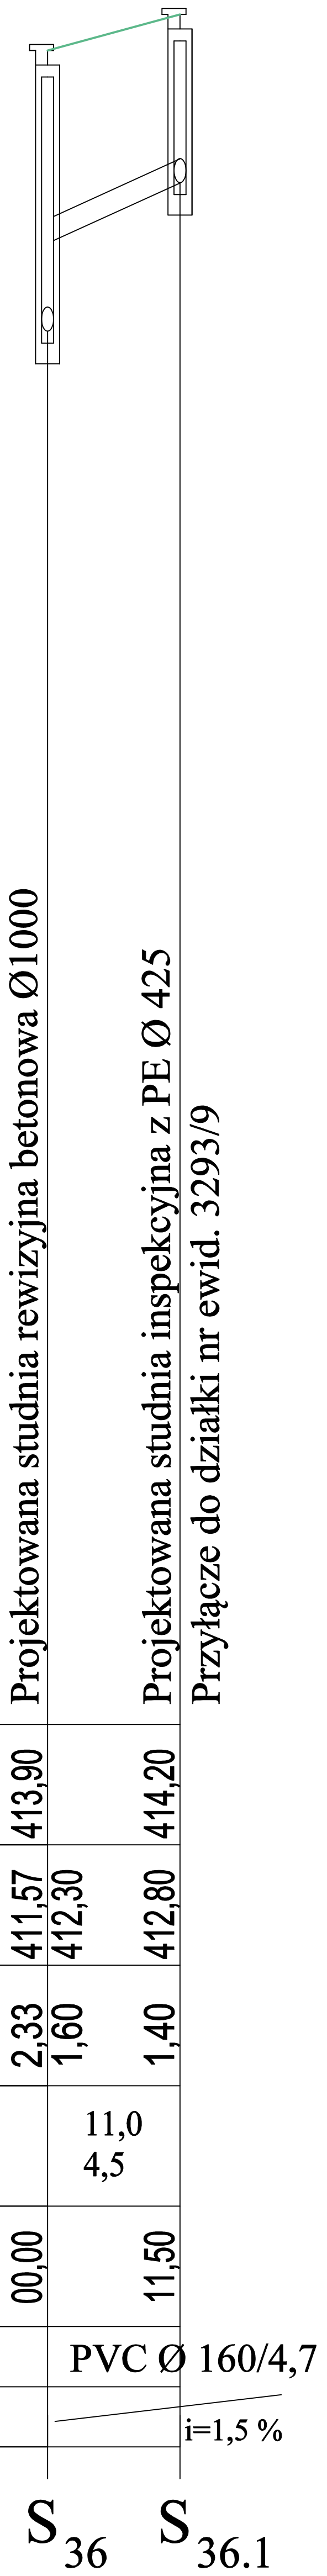 Projektowana studnia rewizyjna betonowa Ø1000
Projektowana studnia inspekcyjna z PE Ø 425
Przyłącze do działki nr ewid. 3293/9
413,90
414,20
411,57
412,30
412,80
2,33
1,60
1,40
11,0
4,5
00,00
11,50
PVC Ø 160/4,7
i=1,5 %
S36
S36.1